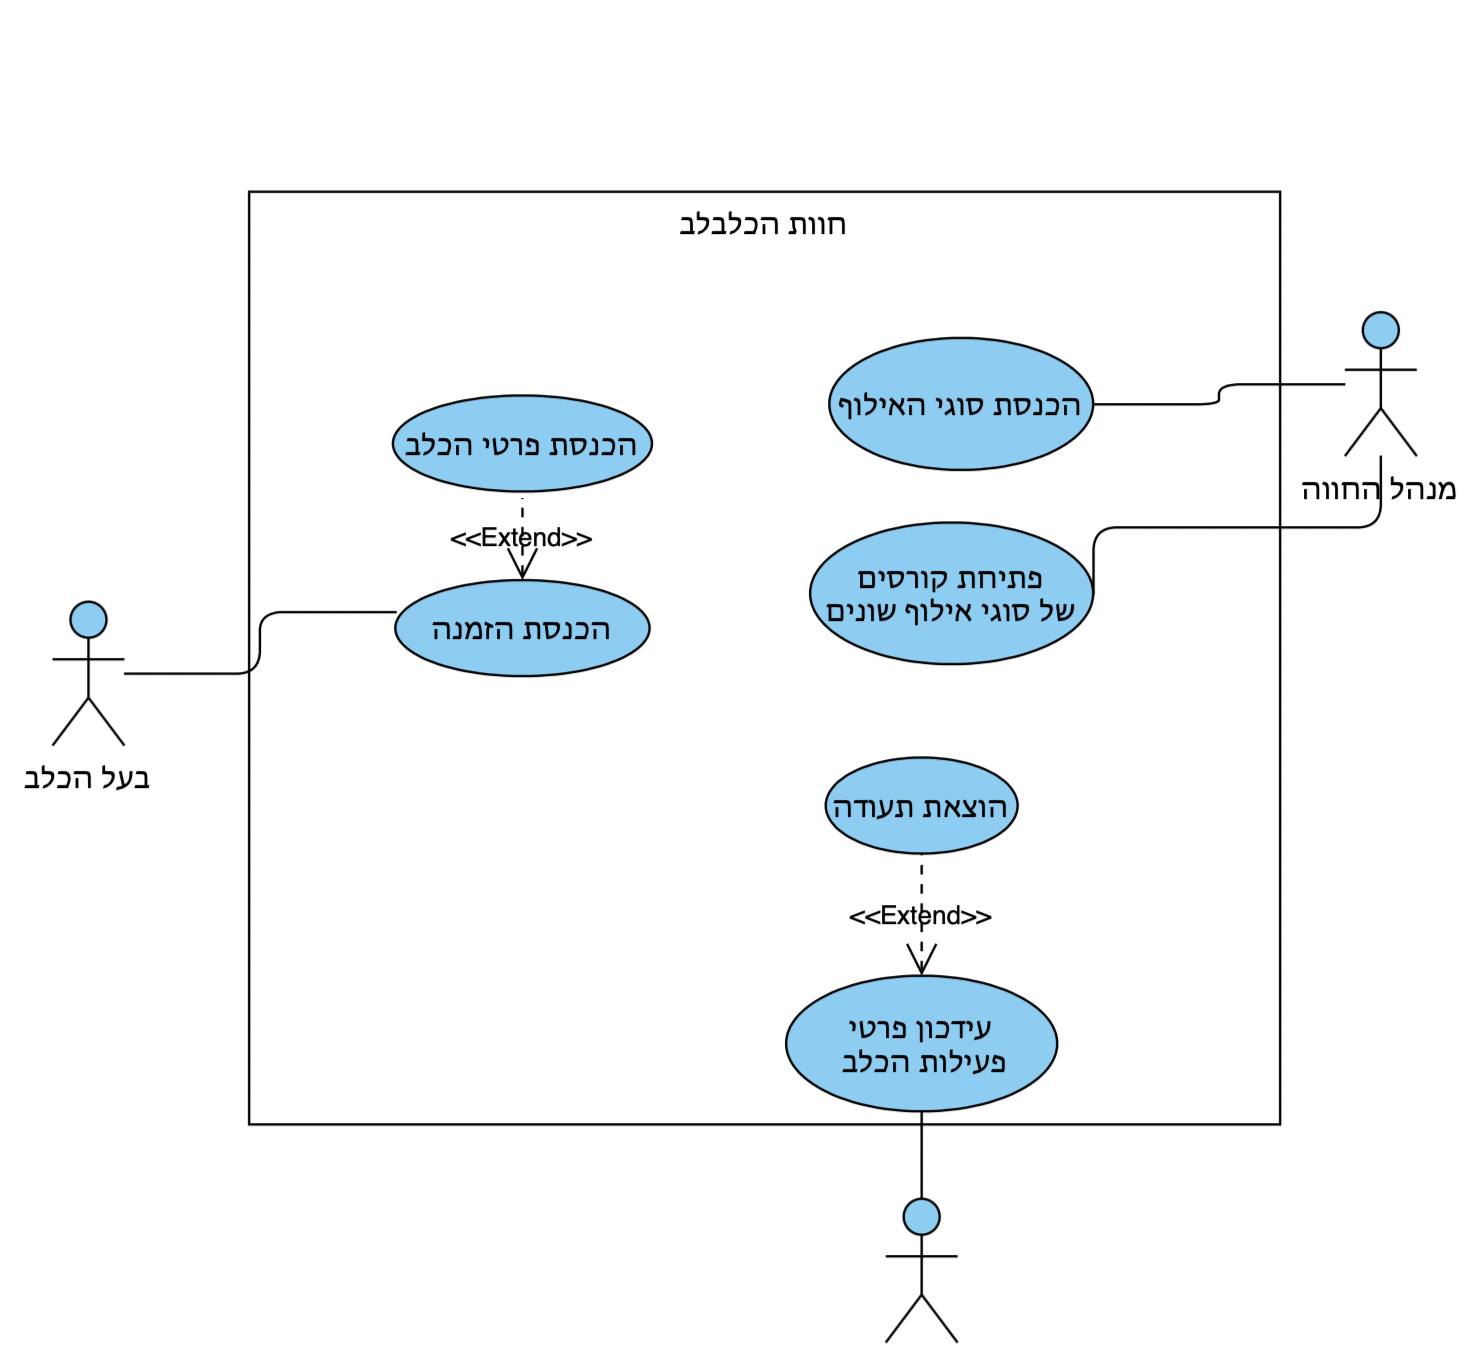 חוות הכלבלב
הכנסת סוגי האילוף
הכנסת פרטי הכלב
מנהל החווה
<<Extend>>
פתיחת קורסים
של סוגי אילוף שונים
הכנסת הזמנה
בעל הכלב
הוצאת תעודה
<<Extend>>
עידכון פרטי
פעילות הכלב